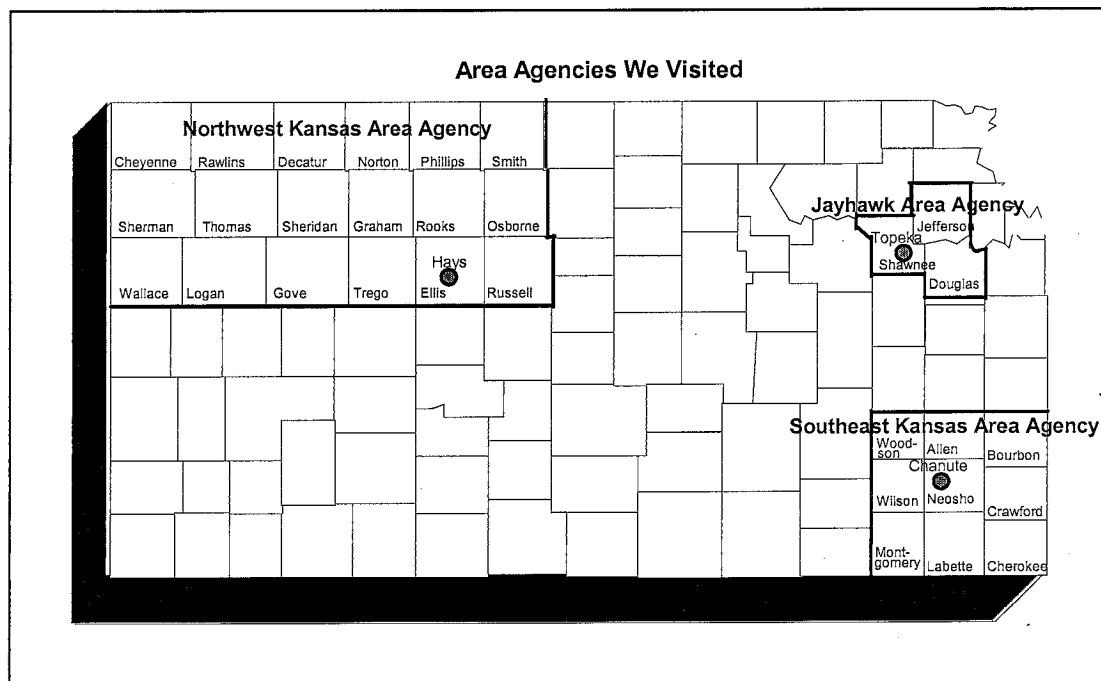 Area Agencies We Visited
Northwest Kansas Area Agency
Cheyenne Rawlins Decatur Norton Phillips Smith
Sherman Thomas Sheridan Graham Rooks Osborne
Hays
Wallace Logan Gove Trego Ellis Russell
Jayhawk Area Agency
Jefferson
Topeka
Shawnee
Douglas
Southeast Kansas Area Agency
Wood-
son
Allen
Bourbon
Chanute
Wilson Neosho
Crawford
Mont-
gomery
Labette Cherokee